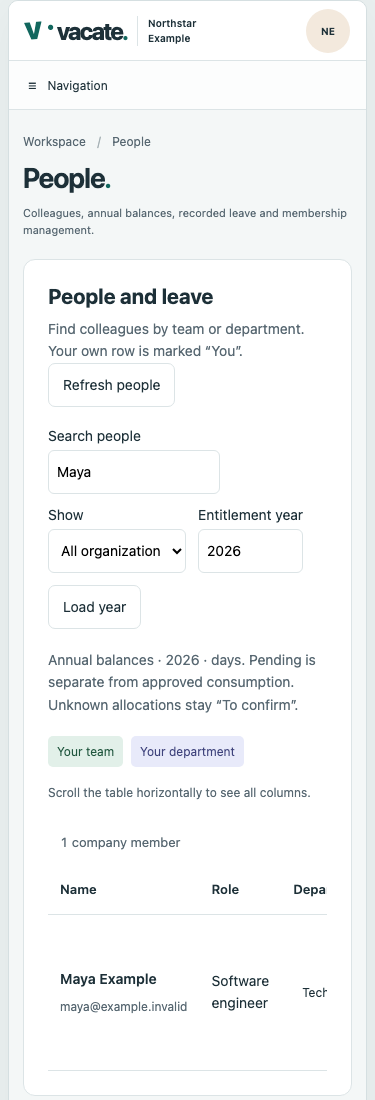 vacate.
Northstar
Example
NE
≡ Navigation
Workspace / People
People.
Colleagues, annual balances, recorded leave and membership
management.
People and leave
Find colleagues by team or department.
Your own row is marked “You”.
Refresh people
Search people
Maya
Show Entitlement year
All organization 2026
Load year
Annual balances · 2026 · days. Pending is
separate from approved consumption.
Unknown allocations stay “To confirm”.
Your team Your department
Scroll the table horizontally to see all columns.
1 company member
Name Role Depa
Maya Example
maya@example.invalid
Software
engineer
Tech